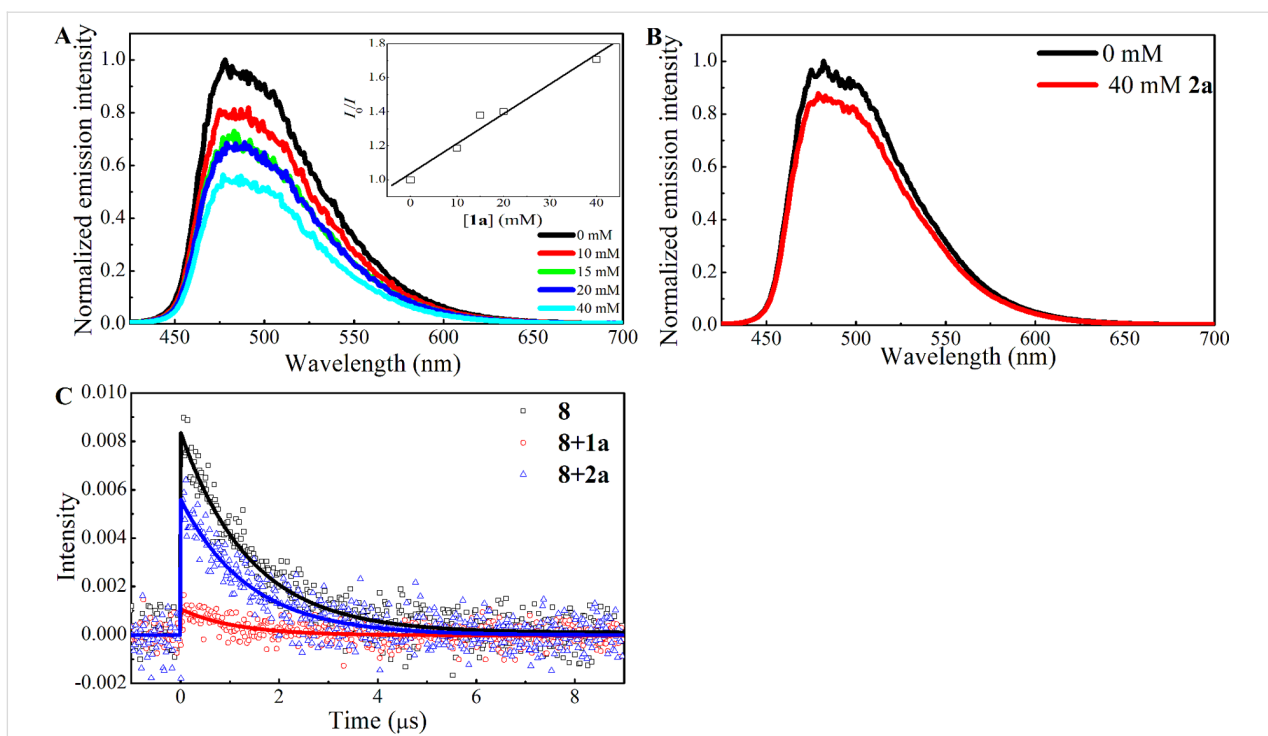 A
Normalized emission intensity
1.0
0.8
0.6
0.4
0.2
0.0
450 500 550 600 650 700
Wavelength (nm)
I0/I
1.8
1.6
1.4
1.2
1.0
0 10 20 30 40
[1a] (mM)
0 mM
10 mM
15 mM
20 mM
40 mM
B
Normalized emission intensity
1.0
0.8
0.6
0.4
0.2
0.0
450 500 550 600 650 700
Wavelength (nm)
0 mM
40 mM 2a
C
Intensity
0.010
0.008
0.006
0.004
0.002
0.000
-0.002
0 2 4 6 8
Time (μs)
8
8+1a
8+2a